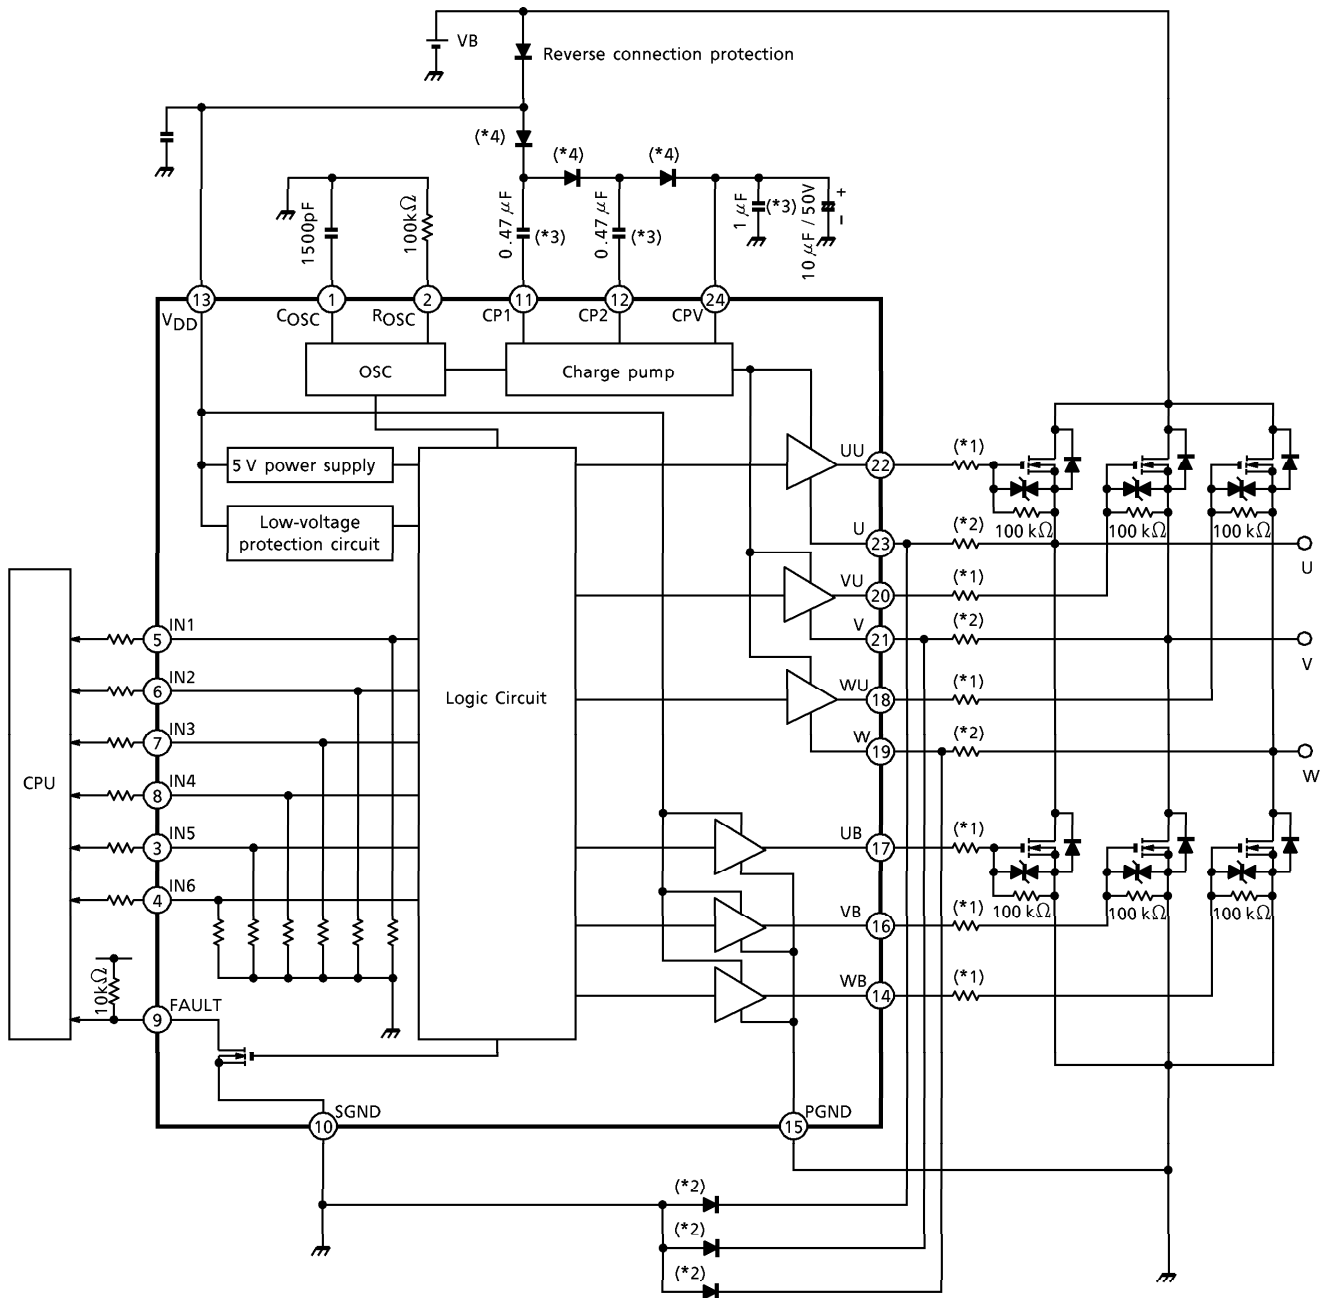 VB
Reverse connection protection
(*4)
(*4)
(*4)
1500pF
100kΩ
0.47 μF
(*3)
0.47 μF
(*3)
1 μF
(*3)
10 μF / 50V
+
-
13
1
2
11
12
24
VDD
COSC
ROSC
CP1
CP2
CPV
OSC
Charge pump
5 V power supply
Low-voltage
protection circuit
Logic Circuit
CPU
IN1
5
IN2
6
IN3
7
IN4
8
IN5
3
IN6
4
10kΩ
FAULT
9
SGND
10
PGND
15
UU
22
(*1)
U
23
(*2)
VU
20
(*1)
V
21
(*2)
WU
18
(*1)
W
19
(*2)
UB
17
(*1)
VB
16
(*1)
WB
14
(*1)
100 kΩ
100 kΩ
100 kΩ
U
V
W
100 kΩ
100 kΩ
100 kΩ
(*2)
(*2)
(*2)